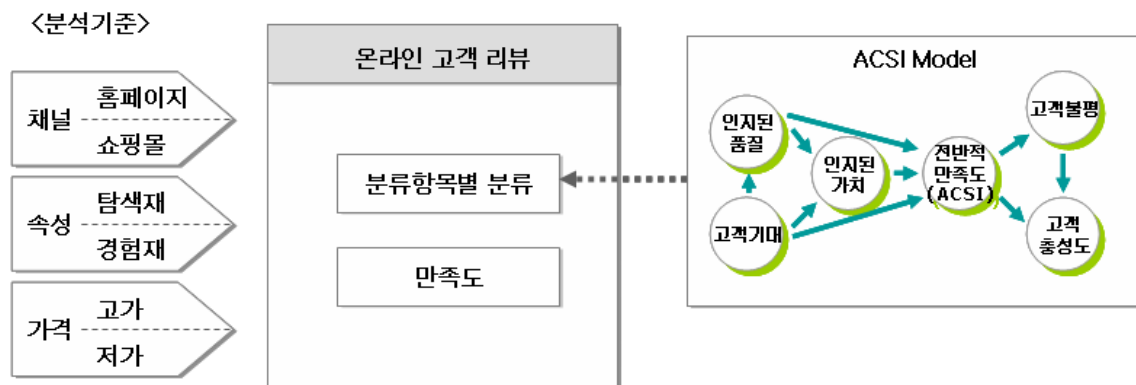 <분석기준>
채널
홈페이지
쇼핑몰
속성
탐색재
경험재
가격
고가
저가
온라인 고객 리뷰
분류항목별 분류
만족도
ACSI Model
인지된
품질
고객기대
인지된
가치
전반적
만족도
(ACSI)
고객불평
고객
충성도